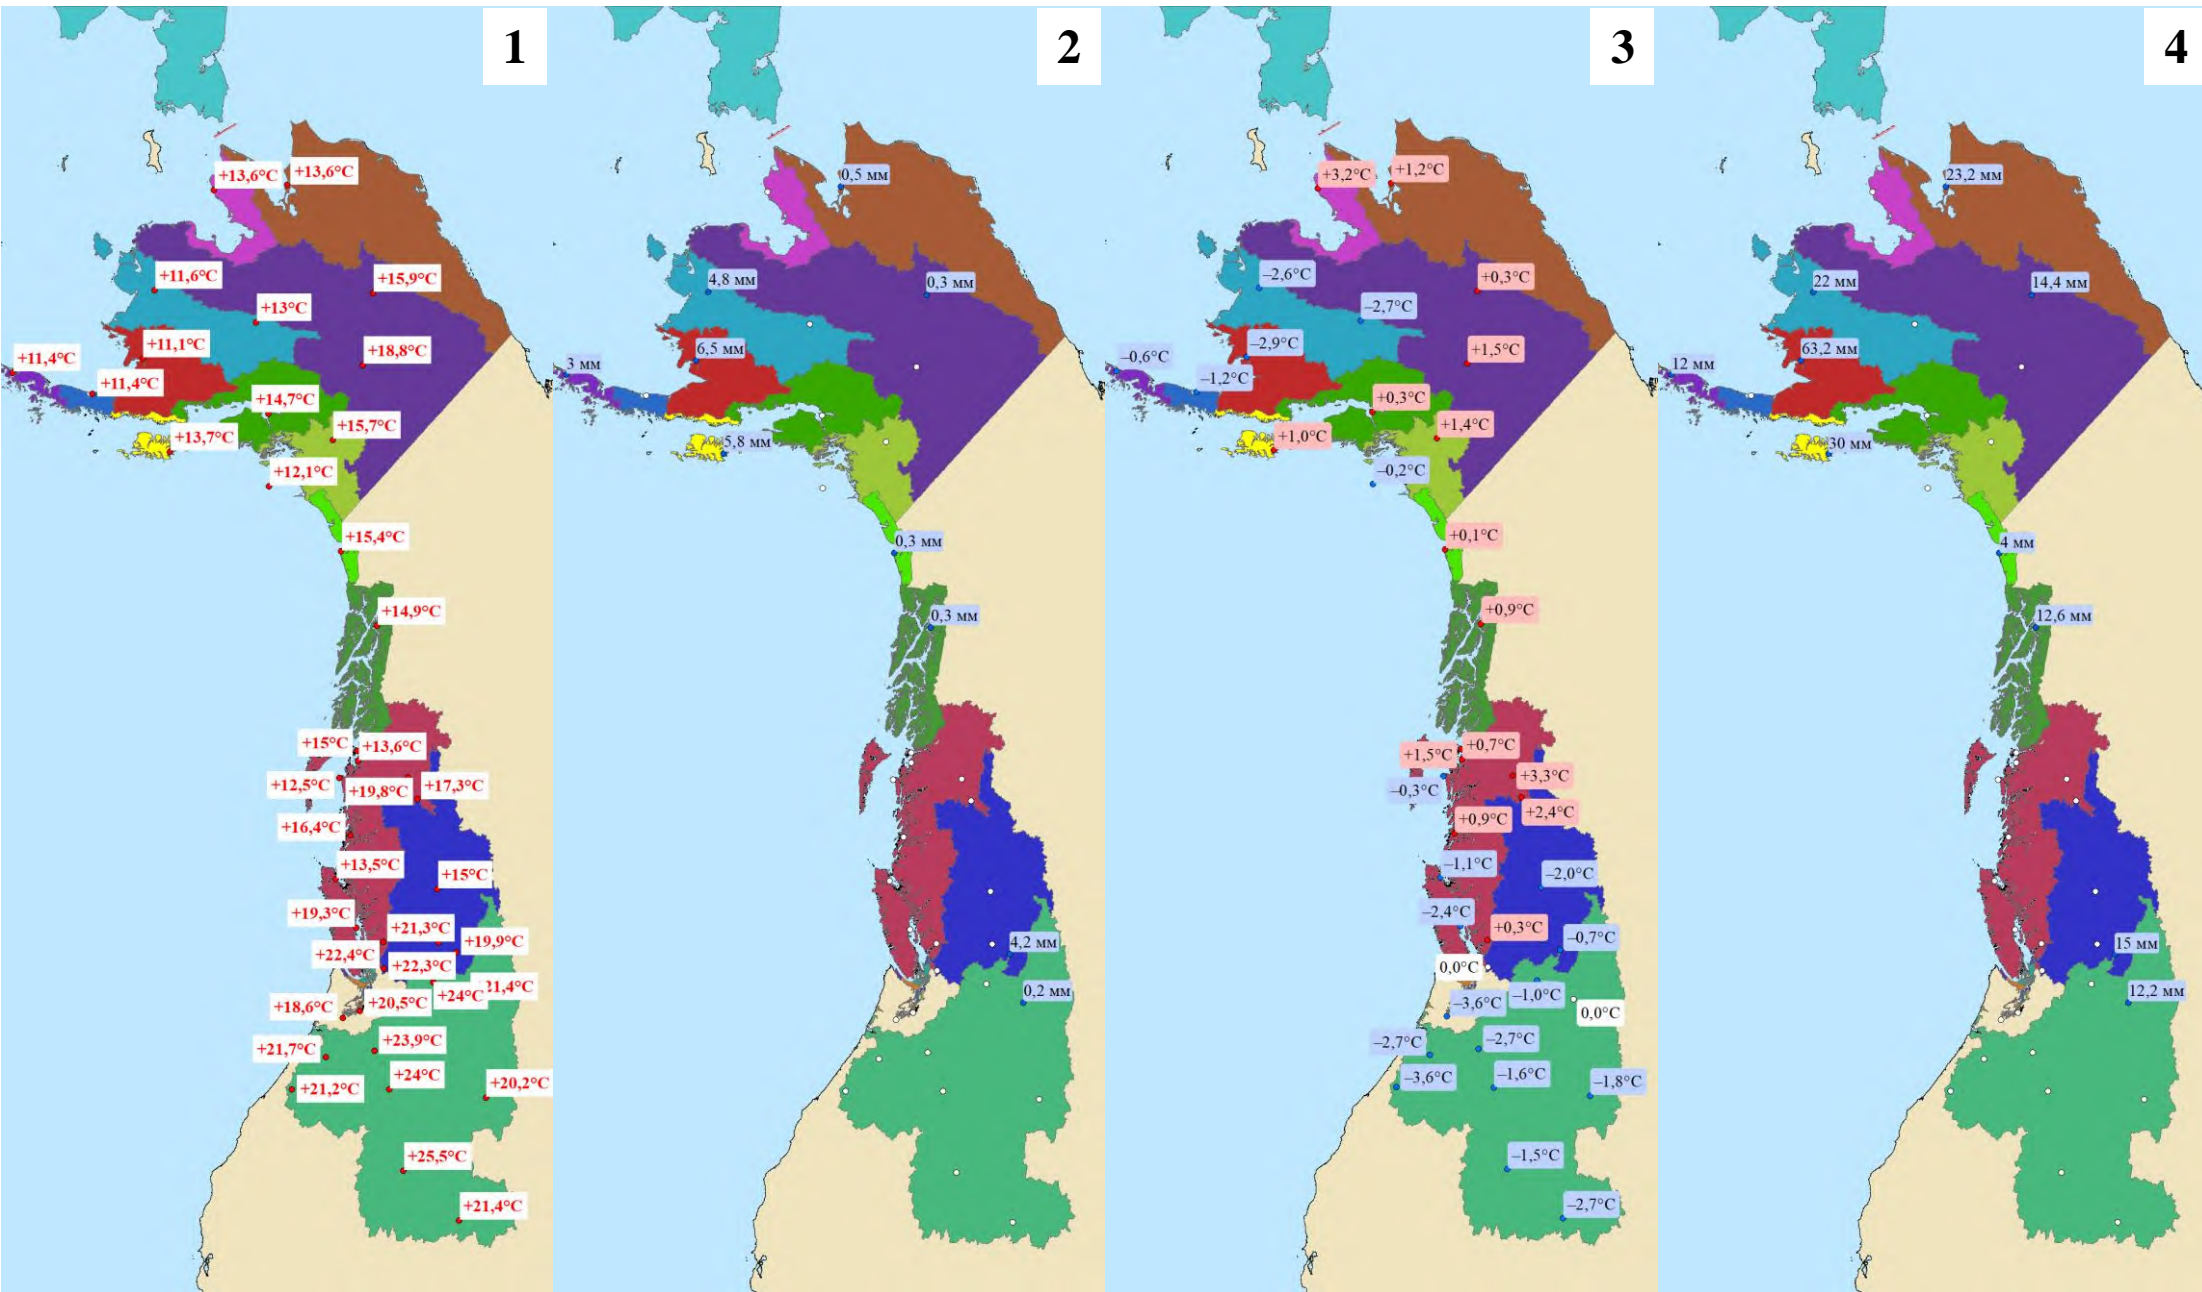 1
+13,6°C
+13,6°C
+11,6°C
+15,9°C
+13°C
+11,1°C
+18,8°C
+11,4°C
+11,4°C
+14,7°C
+15,7°C
+13,7°C
+12,1°C
+15,4°C
+14,9°C
+15°C
+13,6°C
+12,5°C
+19,8°C
+17,3°C
+16,4°C
+13,5°C
+15°C
+19,3°C
+21,3°C
+19,9°C
+22,4°C
+22,3°C
+24°C
21,4°C
+18,6°C
+20,5°C
+23,9°C
+21,7°C
+24°C
+21,2°C
+20,2°C
+25,5°C
+21,4°C
2
0,5 мм
4,8 мм
0,3 мм
6,5 мм
3 мм
5,8 мм
0,3 мм
0,3 мм
4,2 мм
0,2 мм
3
+3,2°C
+1,2°C
–2,6°C
+0,3°C
–2,7°C
–2,9°C
+1,5°C
–0,6°C
–1,2°C
+0,3°C
+1,4°C
+1,0°C
–0,2°C
+0,1°C
+0,9°C
+1,5°C
+0,7°C
–0,3°C
+3,3°C
+2,4°C
+0,9°C
–1,1°C
–2,0°C
–2,4°C
+0,3°C
–0,7°C
0,0°C
–1,0°C
–3,6°C
0,0°C
–2,7°C
–2,7°C
–3,6°C
–1,6°C
–1,8°C
–1,5°C
–2,7°C
4
23,2 мм
22 мм
14,4 мм
63,2 мм
12 мм
30 мм
4 мм
12,6 мм
15 мм
12,2 мм